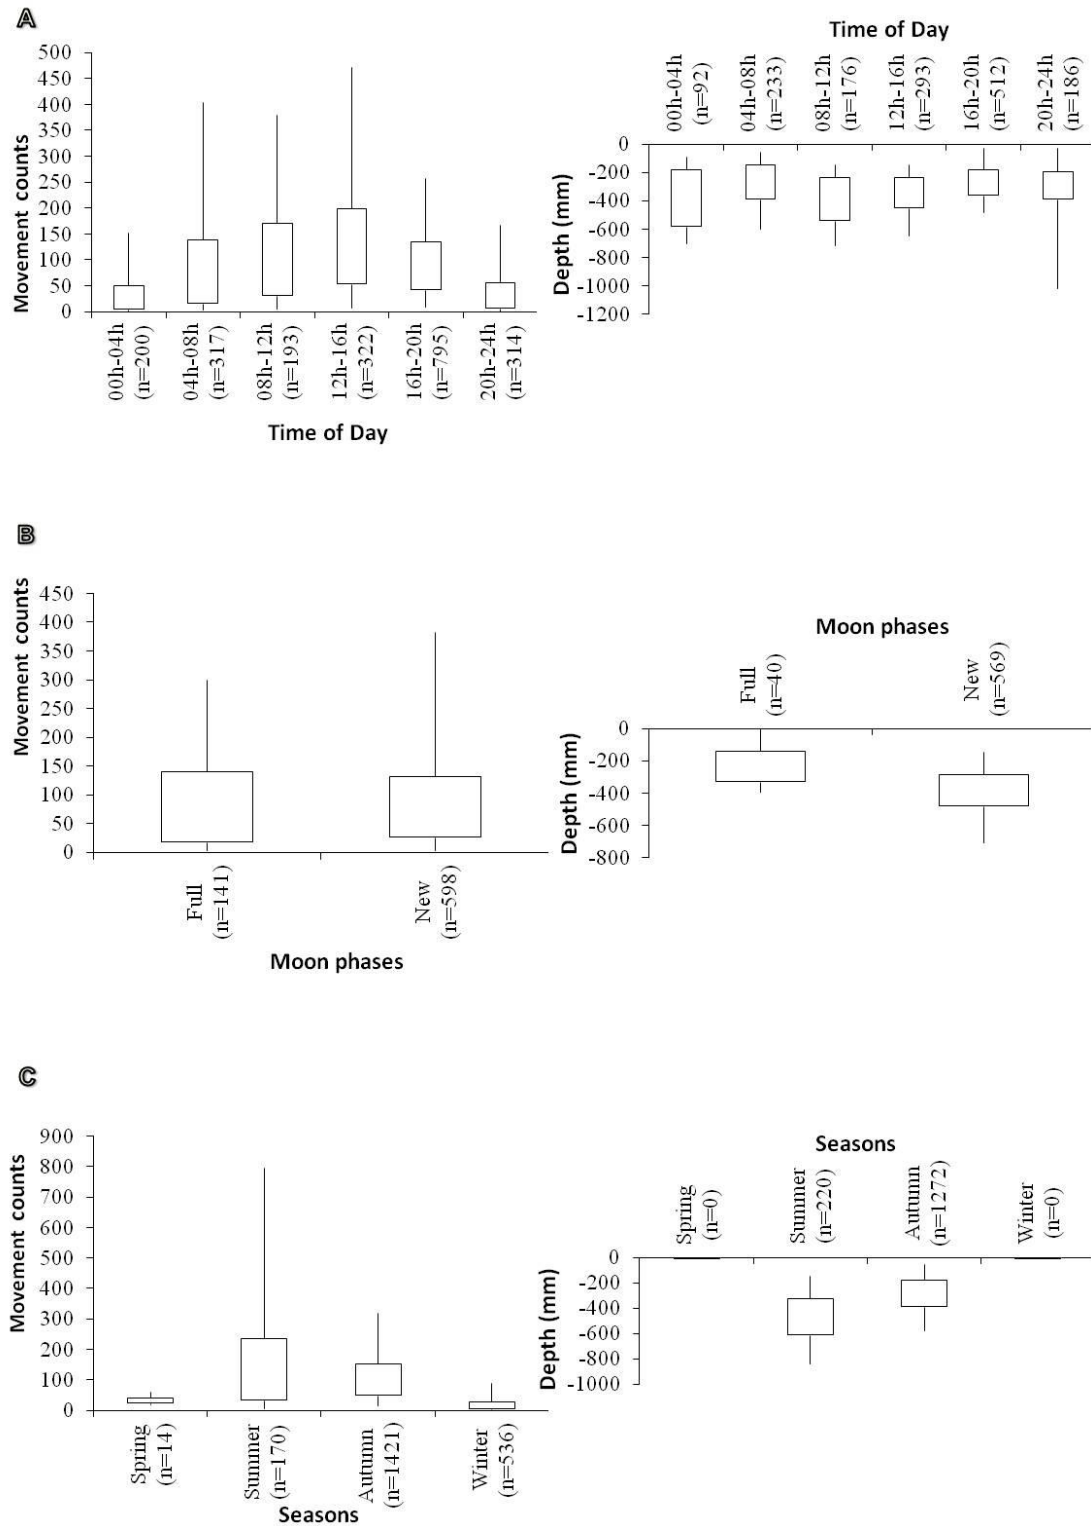 A
Movement counts
500
450
400
350
300
250
200
150
100
50
0
00h-04h
(n=200)
04h-08h
(n=317)
08h-12h
(n=193)
12h-16h
(n=322)
16h-20h
(n=795)
20h-24h
(n=314)
Time of Day
Time of Day
00h-04h
(n=92)
04h-08h
(n=233)
08h-12h
(n=176)
12h-16h
(n=293)
16h-20h
(n=512)
20h-24h
(n=186)
Depth (mm)
0
-200
-400
-600
-800
-1000
-1200
B
Movement counts
450
400
350
300
250
200
150
100
50
0
Full
(n=141)
New
(n=598)
Moon phases
Moon phases
Full
(n=40)
New
(n=569)
Depth (mm)
0
-200
-400
-600
-800
C
Movement counts
900
800
700
600
500
400
300
200
100
0
Spring
(n=14)
Summer
(n=170)
Autumn
(n=1421)
Winter
(n=536)
Seasons
Seasons
Spring
(n=0)
Summer
(n=220)
Autumn
(n=1272)
Winter
(n=0)
Depth (mm)
0
-200
-400
-600
-800
-1000